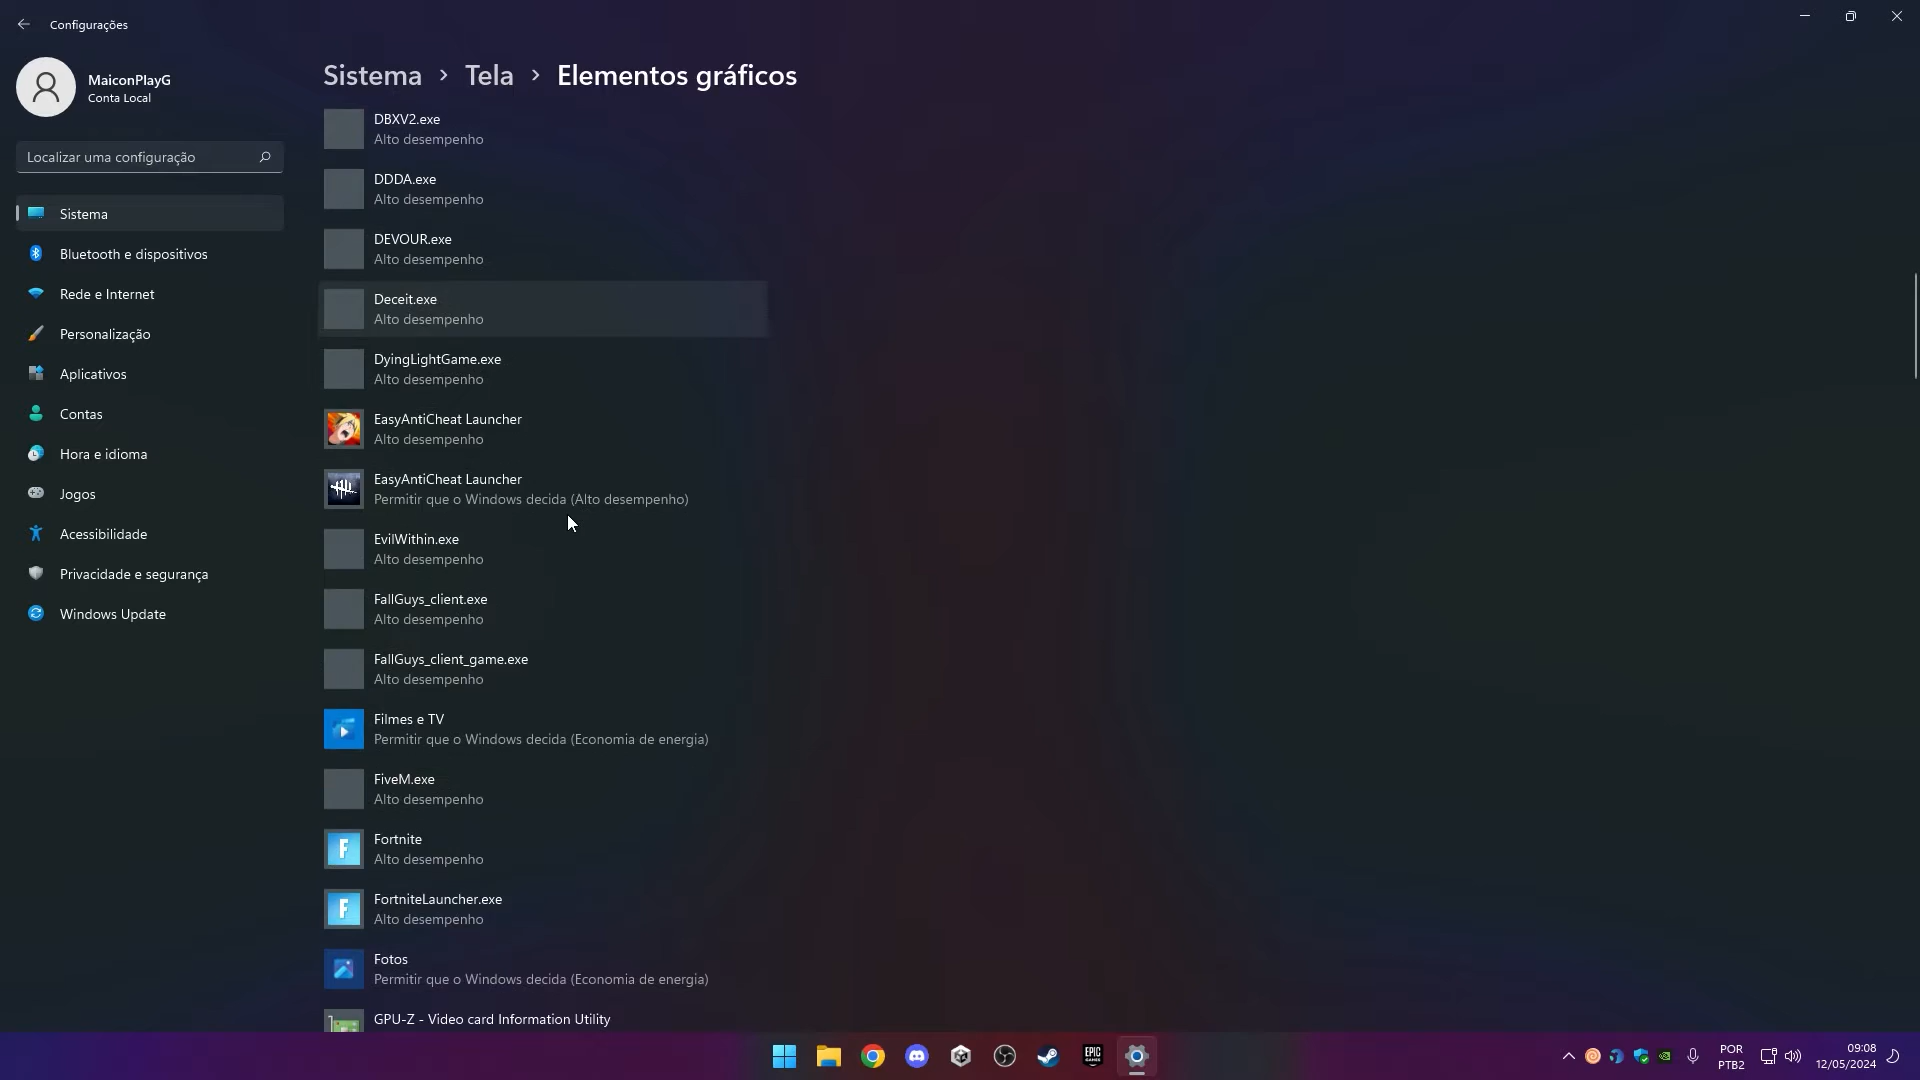 Configurações
MaiconPlayG
Conta Local
Localizar uma configuração
Sistema
Bluetooth e dispositivos
Rede e Internet
Personalização
Aplicativos
Contas
Hora e idioma
Jogos
Acessibilidade
Privacidade e segurança
Windows Update
Sistema > Tela > Elementos gráficos
DBXV2.exe
Alto desempenho
DDDA.exe
Alto desempenho
DEVOUR.exe
Alto desempenho
Deceit.exe
Alto desempenho
DyingLightGame.exe
Alto desempenho
EasyAntiCheat Launcher
Alto desempenho
EasyAntiCheat Launcher
Permitir que o Windows decida (Alto desempenho)
EvilWithin.exe
Alto desempenho
FallGuys_client.exe
Alto desempenho
FallGuys_client_game.exe
Alto desempenho
Filmes e TV
Permitir que o Windows decida (Economia de energia)
FiveM.exe
Alto desempenho
F
Fortnite
Alto desempenho
F
FortniteLauncher.exe
Alto desempenho
Fotos
Permitir que o Windows decida (Economia de energia)
GPU-Z - Video card Information Utility
EPIC
GAMES
POR
PTB2
09:08
12/05/2024